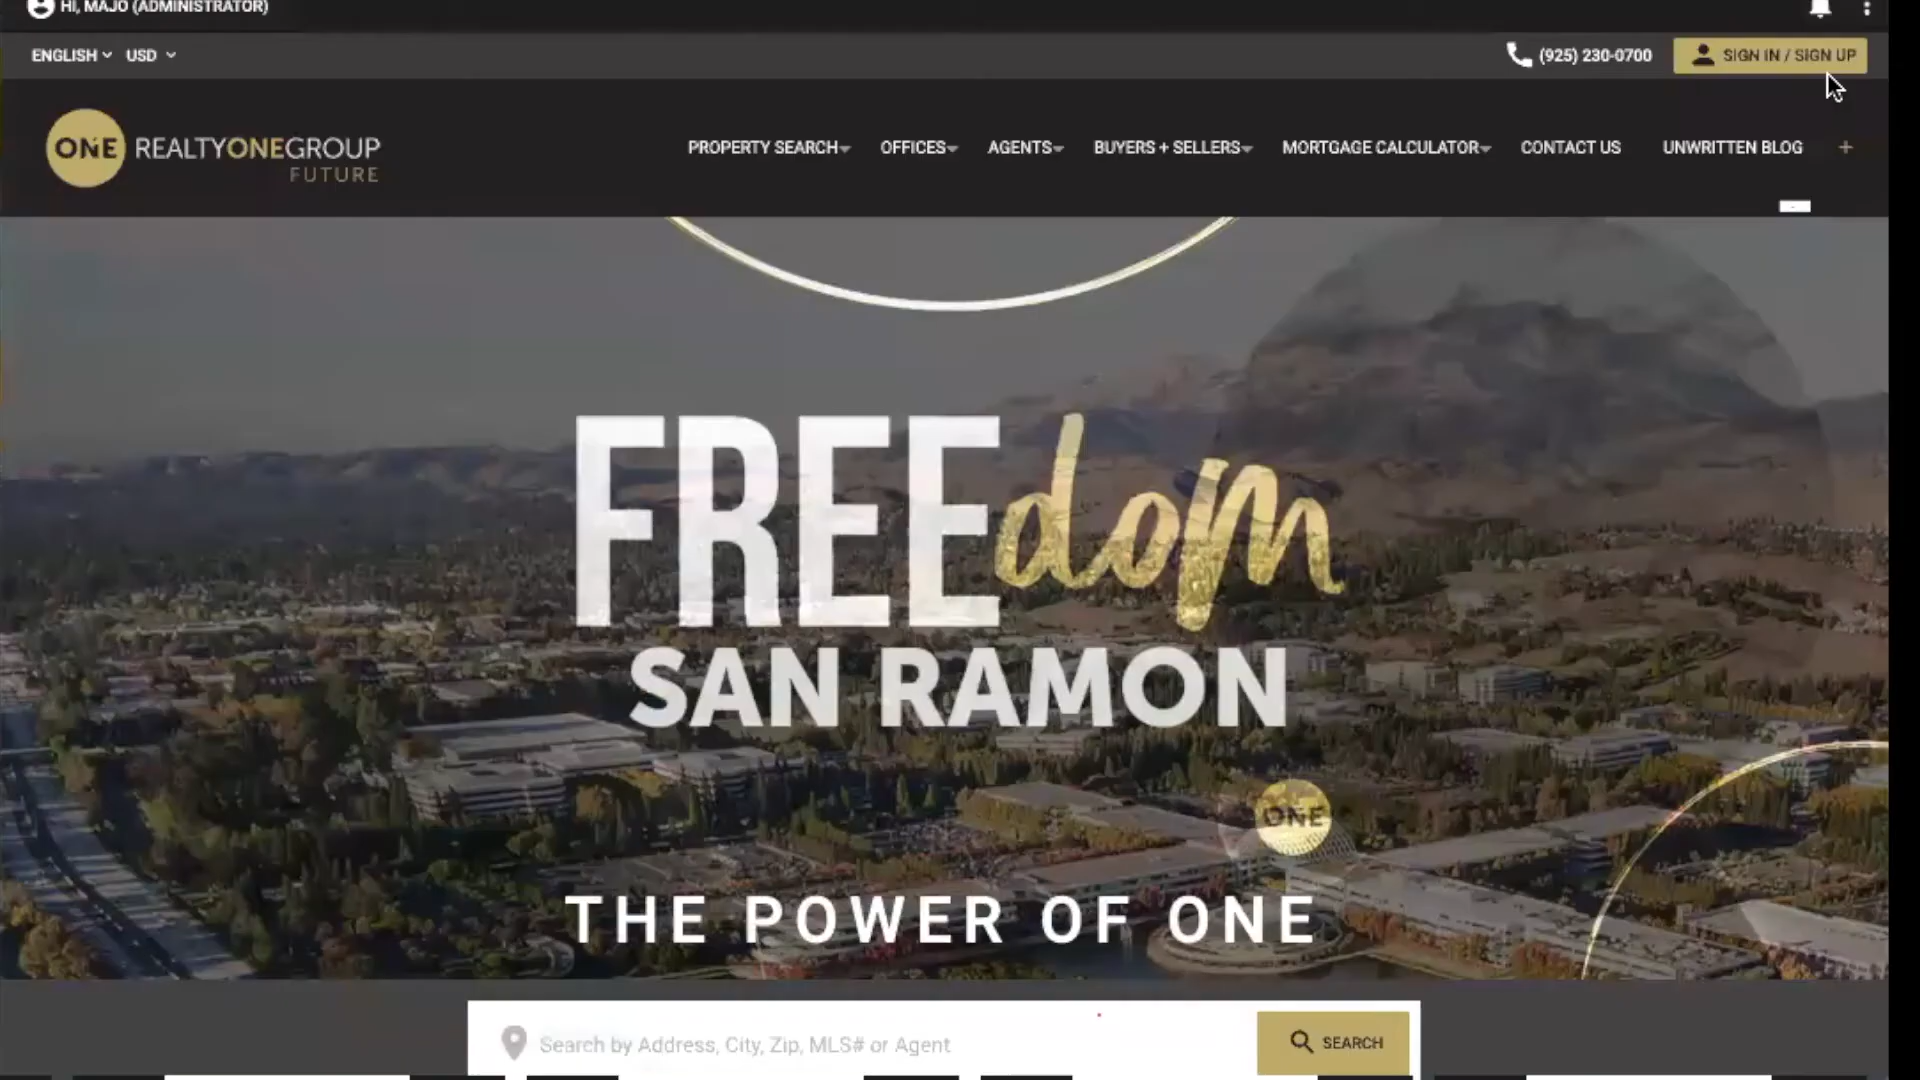 HI, MAJO (ADMINISTRATOR)
ENGLISH USD (925) 230-0700 SIGN IN / SIGN UP
ONE REALTYONEGROUP
FUTURE
PROPERTY SEARCH OFFICES AGENTS BUYERS + SELLERS MORTGAGE CALCULATOR CONTACT US UNWRITTEN BLOG +
FREEdom
SAN RAMON
ONE
THE POWER OF ONE
Search by Address, City, Zip, MLS# or Agent SEARCH